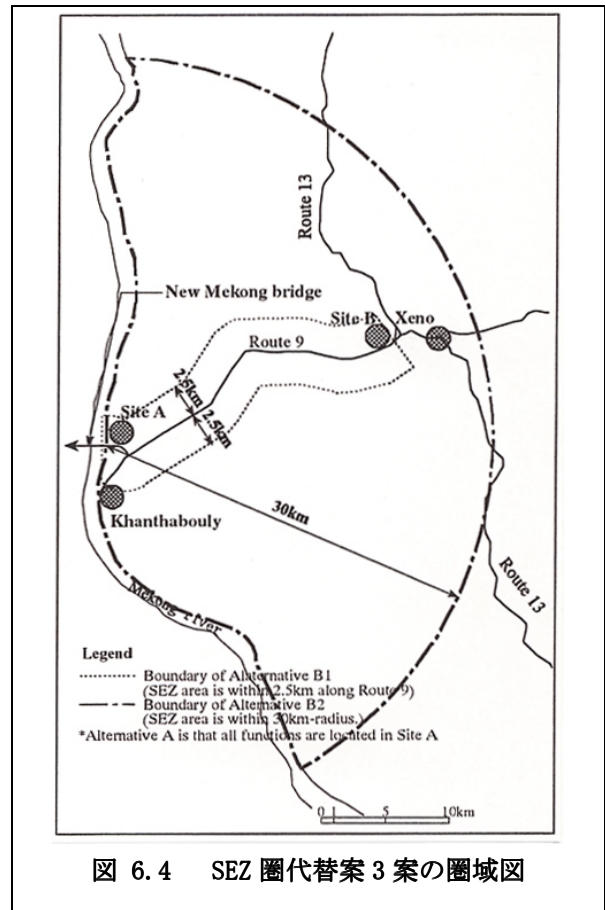 Route 13
New Mekong bridge
Site B Xeno
Route 9
2.5km
2.5km
Site A
30km
Khanthabouly
Mekong river
Route 13
Legend
Boundary of Alaternative B1
(SEZ area is within 2.5km along Route 9)
Boundary of Alternative B2
(SEZ area is within 30km-radius.)
*Alternative A is that all functions are located in Site A
0 1 5 10km
図 6.4 SEZ 圏代替案 3 案の圏域図